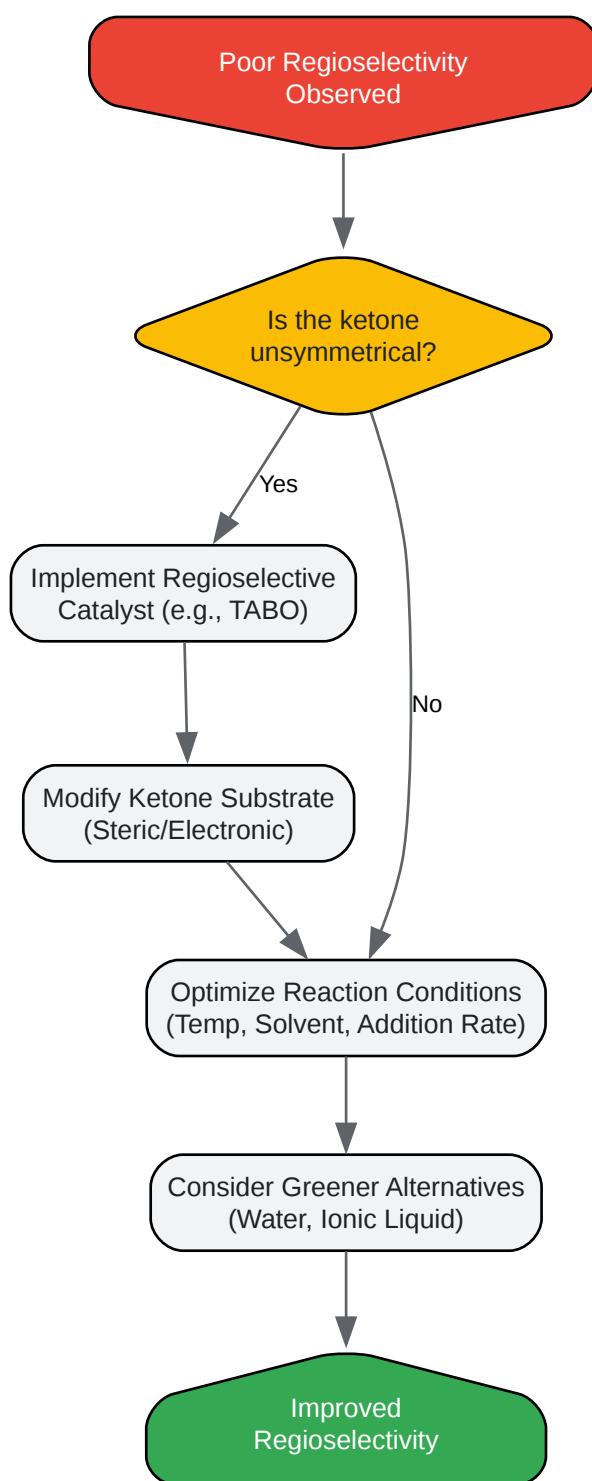 Poor Regioselectivity
Observed
Is the ketone
unsymmetrical?
Yes
Implement Regioselective
Catalyst (e.g., TABO)
No
Modify Ketone Substrate
(Steric/Electronic)
Optimize Reaction Conditions
(Temp, Solvent, Addition Rate)
Consider Greener Alternatives
(Water, Ionic Liquid)
Improved
Regioselectivity